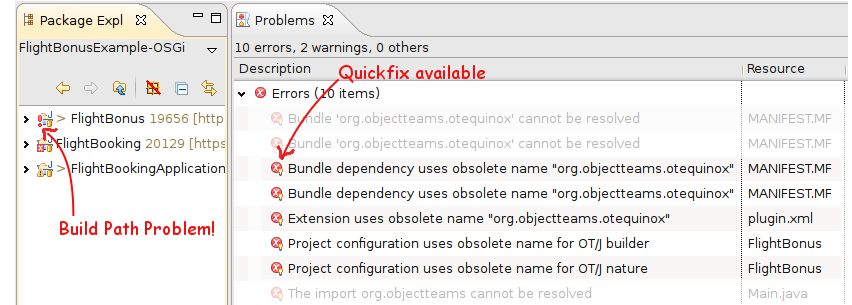 Package Expl
FlightBonusExample-OSGi
> FlightBonus 19656 [http
FlightBooking 20129 [https
> FlightBookingApplication
Build Path Problem!
Problems
10 errors, 2 warnings, 0 others
Quickfix available
Description Resource
Errors (10 items)
Bundle 'org.objectteams.otequinox' cannot be resolved MANIFEST.MF
Bundle 'org.objectteams.otequinox' cannot be resolved MANIFEST.MF
Bundle dependency uses obsolete name "org.objectteams.otequinox" MANIFEST.MF
Bundle dependency uses obsolete name "org.objectteams.otequinox" MANIFEST.MF
Extension uses obsolete name "org.objectteams.otequinox" plugin.xml
Project configuration uses obsolete name for OT/J builder FlightBonus
Project configuration uses obsolete name for OT/J nature FlightBonus
The import org.objectteams cannot be resolved Main.java